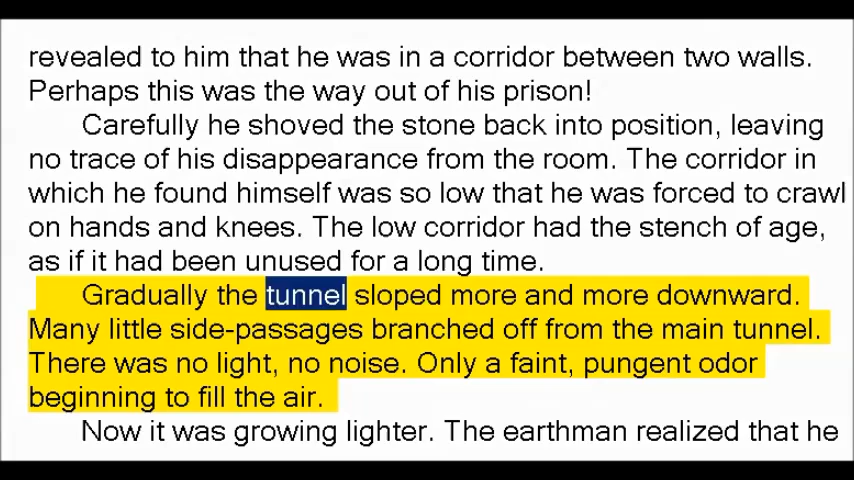 revealed to him that he was in a corridor between two walls.
Perhaps this was the way out of his prison!
Carefully he shoved the stone back into position, leaving
no trace of his disappearance from the room. The corridor in
which he found himself was so low that he was forced to crawl
on hands and knees. The low corridor had the stench of age,
as if it had been unused for a long time.
Gradually the tunnel sloped more and more downward.
Many little side-passages branched off from the main tunnel.
There was no light, no noise. Only a faint, pungent odor
beginning to fill the air.
Now it was growing lighter. The earthman realized that he